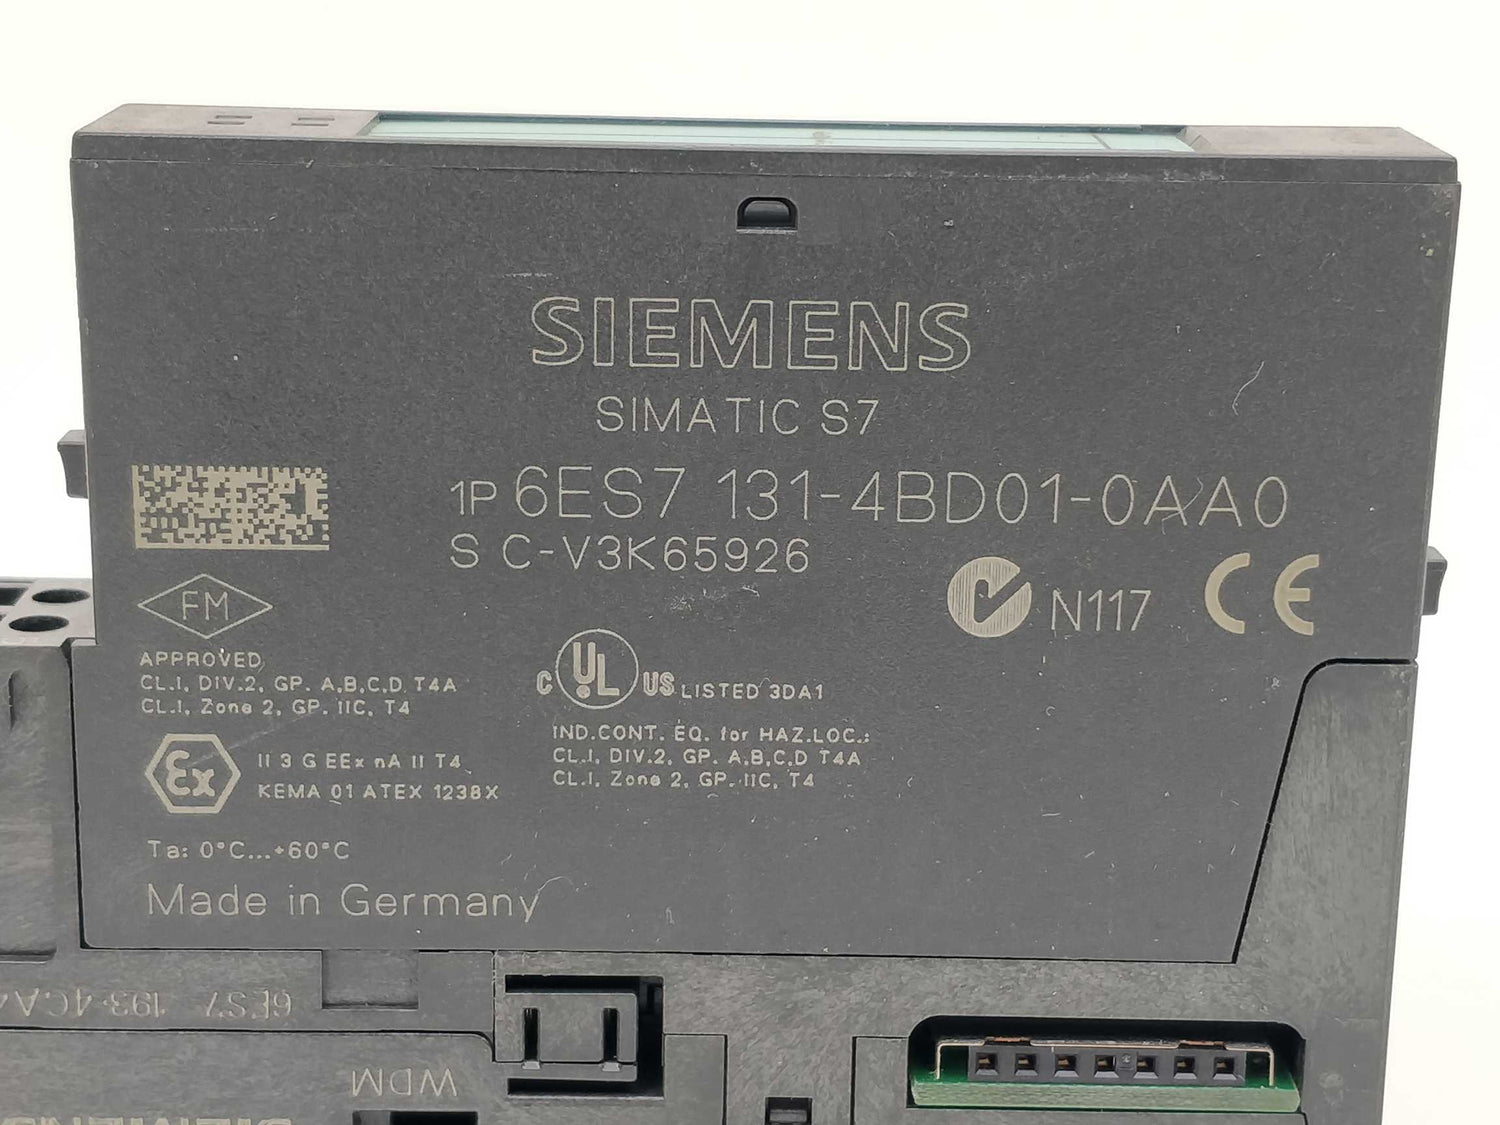 SIEMENS
SIMATIC S7
1P 6ES7 131-4BD01-0AA0
S C-V3K65926
FM
N117 CE
APPROVED
CL.I, DIV.2, GP. A,B,C,D T4A
CL.I, Zone 2, GP. IIC, T4
C UL US LISTED 3DA1
IND.CONT. EQ. for HAZ.LOC.:
CL.I, DIV.2, GP. A,B,C,D T4A
CL.I, Zone 2, GP. IIC, T4
Ex II 3 G EEx nA II T4
KEMA 01 ATEX 1238X
Ta: 0°C...+60°C
Made in Germany
6ES7 193-4CA4
WDM
SIEMENS